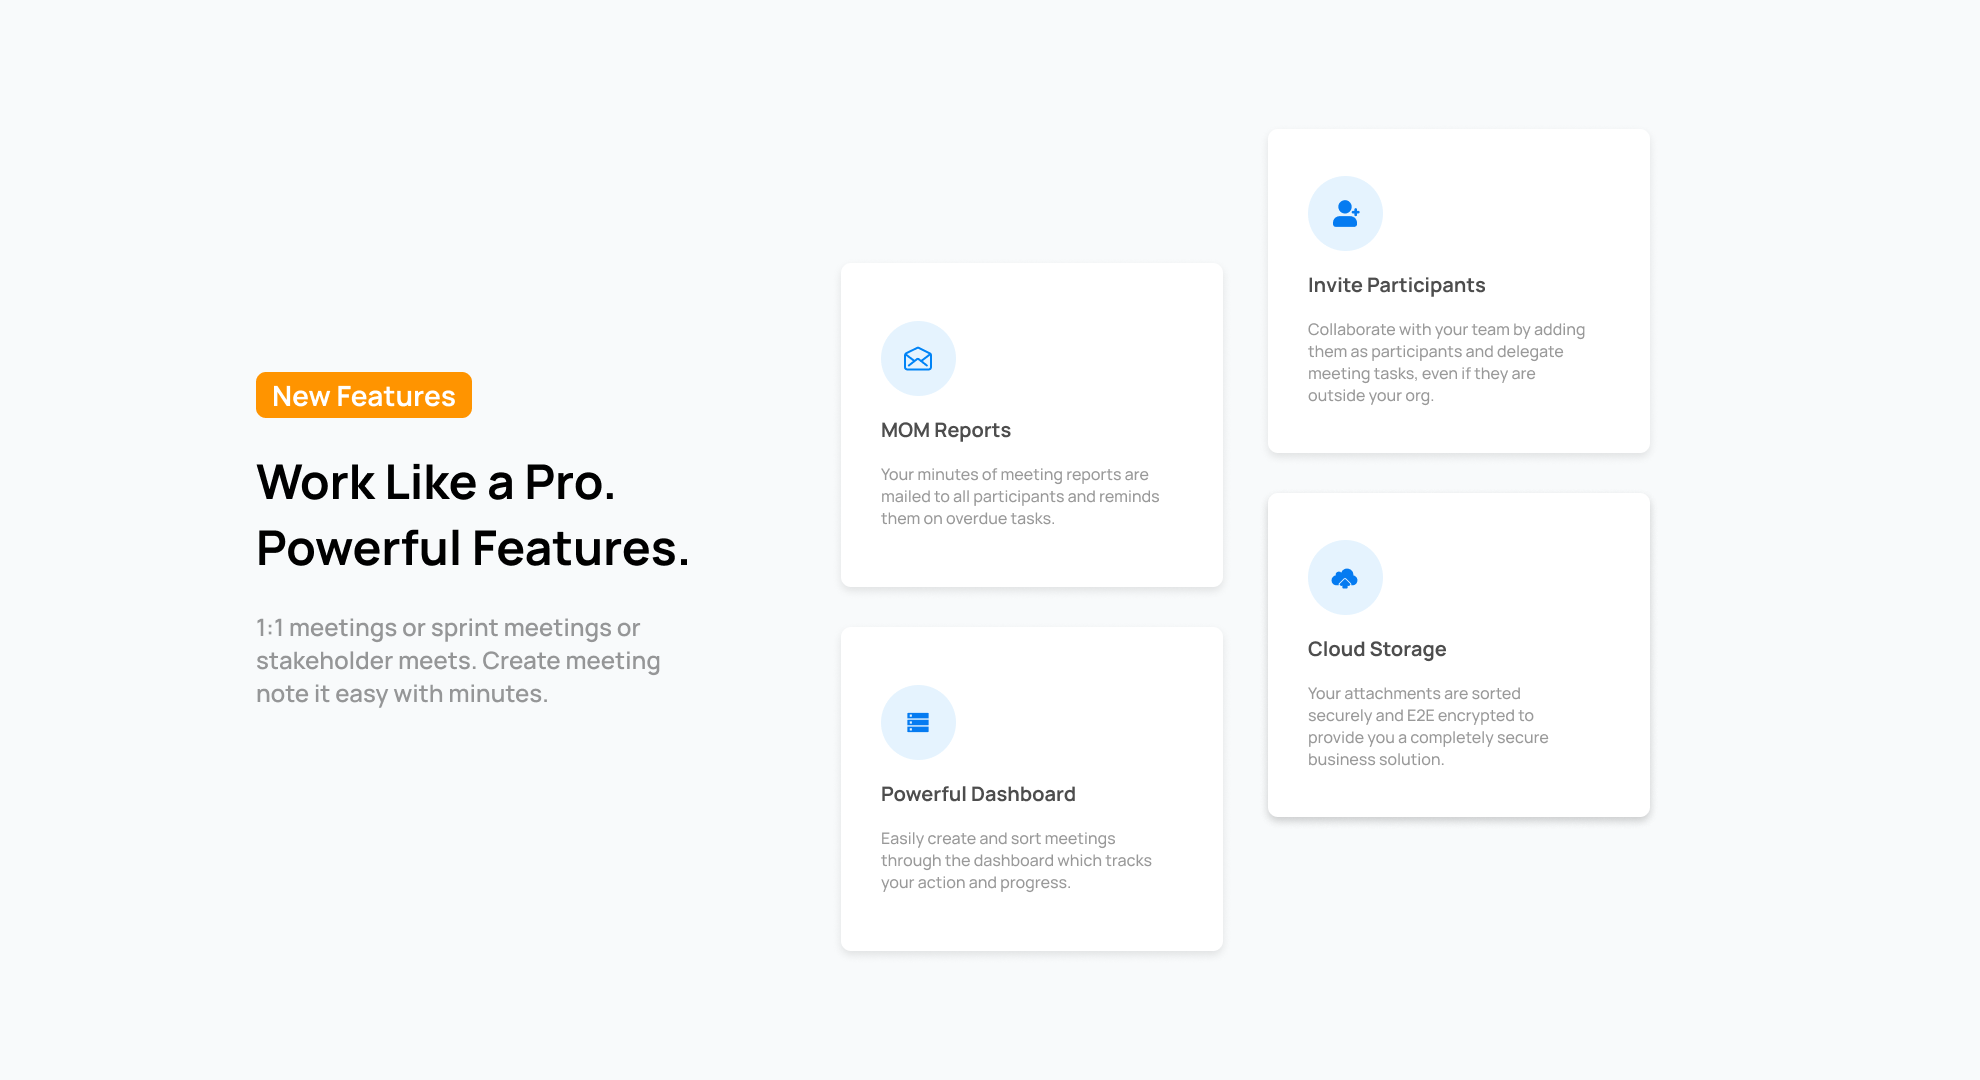 New Features
Work Like a Pro.
Powerful Features.
1:1 meetings or sprint meetings or
stakeholder meets. Create meeting
note it easy with minutes.
MOM Reports
Your minutes of meeting reports are
mailed to all participants and reminds
them on overdue tasks.
Powerful Dashboard
Easily create and sort meetings
through the dashboard which tracks
your action and progress.
Invite Participants
Collaborate with your team by adding
them as participants and delegate
meeting tasks, even if they are
outside your org.
Cloud Storage
Your attachments are sorted
securely and E2E encrypted to
provide you a completely secure
business solution.